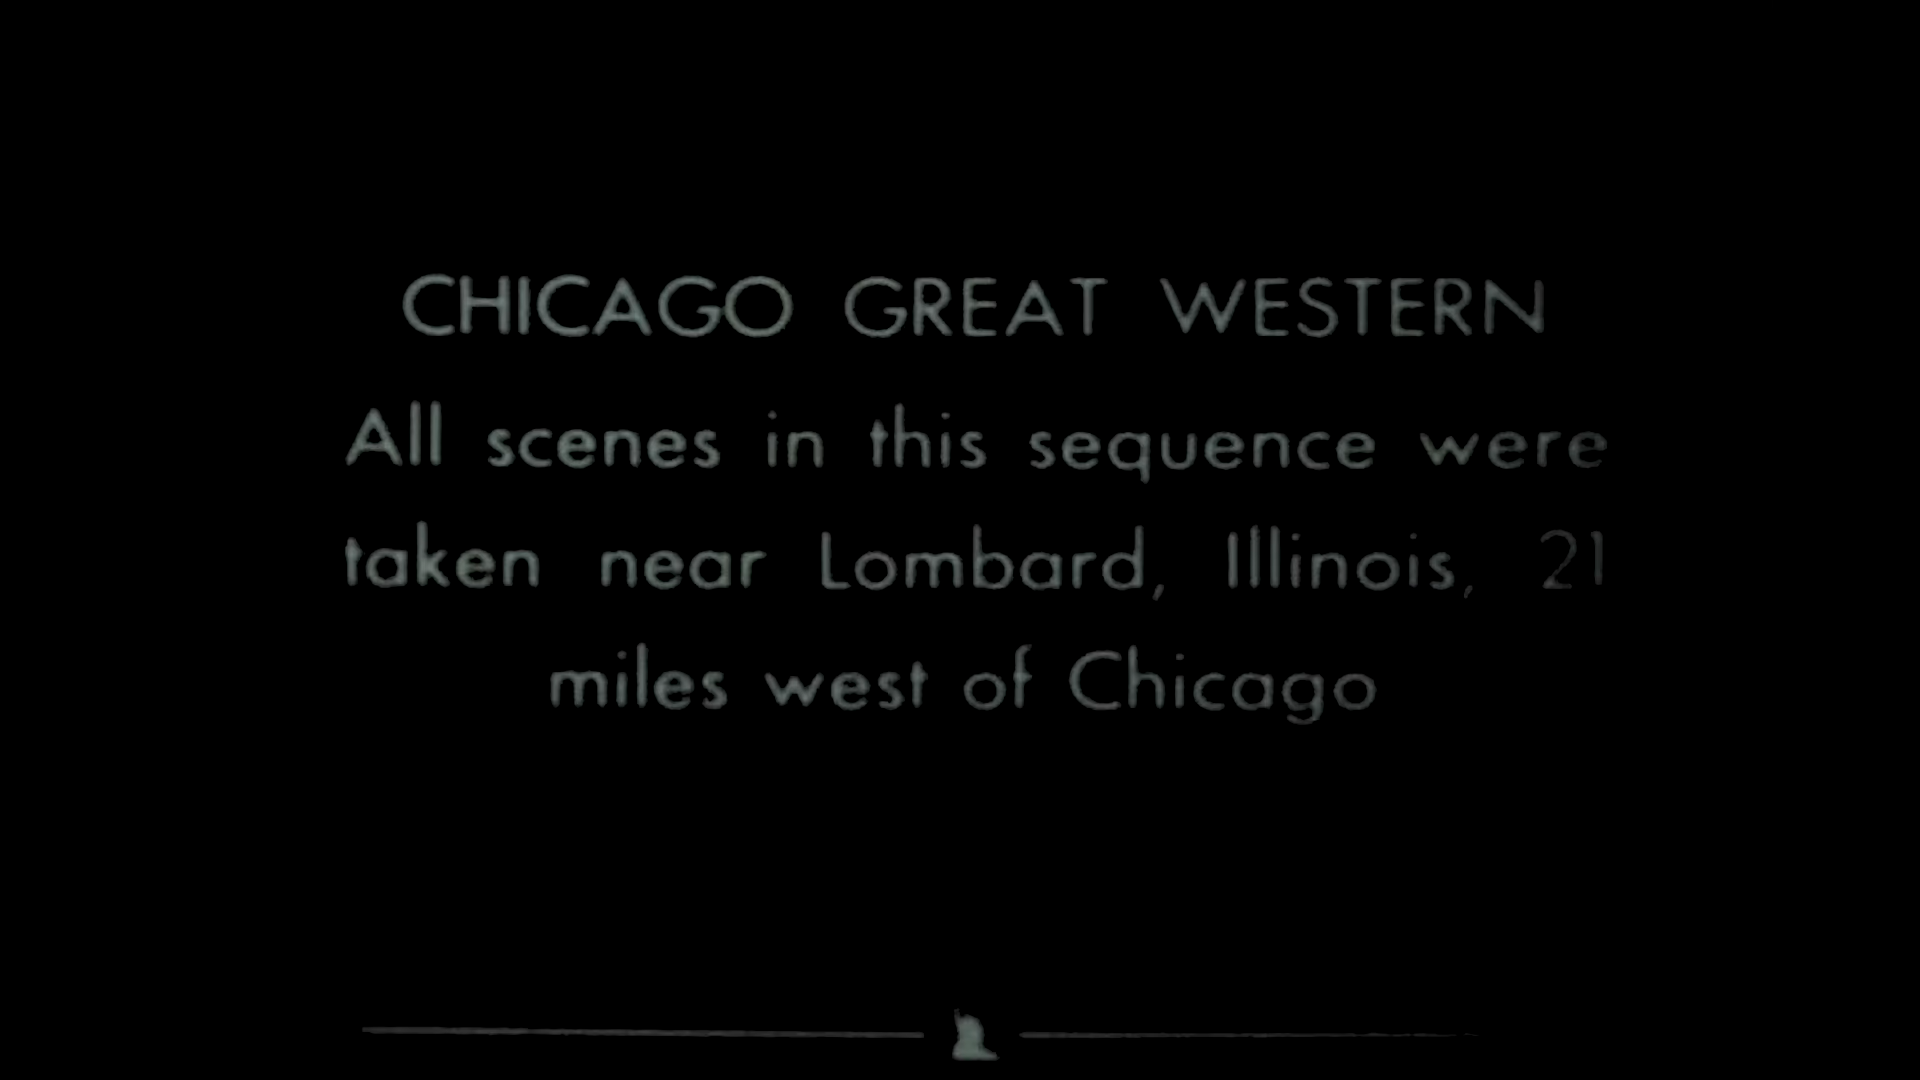 CHICAGO GREAT WESTERN
All scenes in this sequence were
taken near Lombard, Illinois, 21
miles west of Chicago